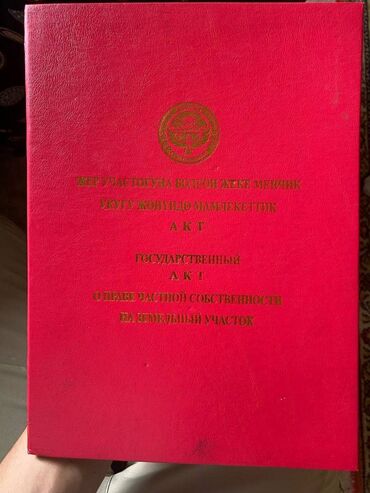 ЖЕР УЧАСТОГУНА БОЛГОН ЖЕКЕ МЕНЧИК
УКУГУ ЖӨНҮНДӨ МАМЛЕКЕТТИК
АКТ
ГОСУДАРСТВЕННЫЙ
АКТ
О ПРАВЕ ЧАСТНОЙ СОБСТВЕННОСТИ
НА ЗЕМЕЛЬНЫЙ УЧАСТОК